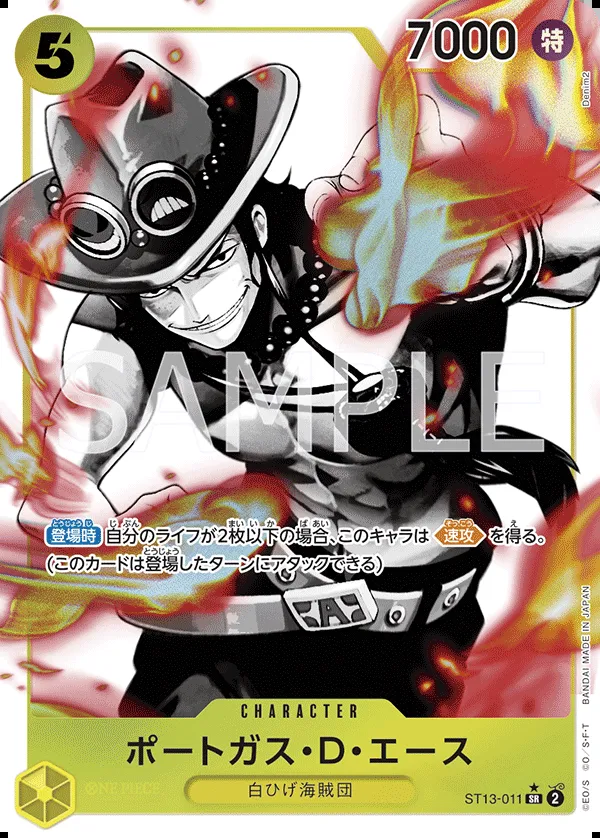 5
7000
特
Denim2
SAMPLE
登場時 自分のライフが2枚以下の場合、このキャラは 速攻 を得る。
(このカードは登場したターンにアタックできる)
CHARACTER
ポートガス・D・エース
ONE PIECE
白ひげ海賊団
ST13-011 ★ SR 2
©E.O/S ©O/S・F・T BANDAI MADE IN JAPAN